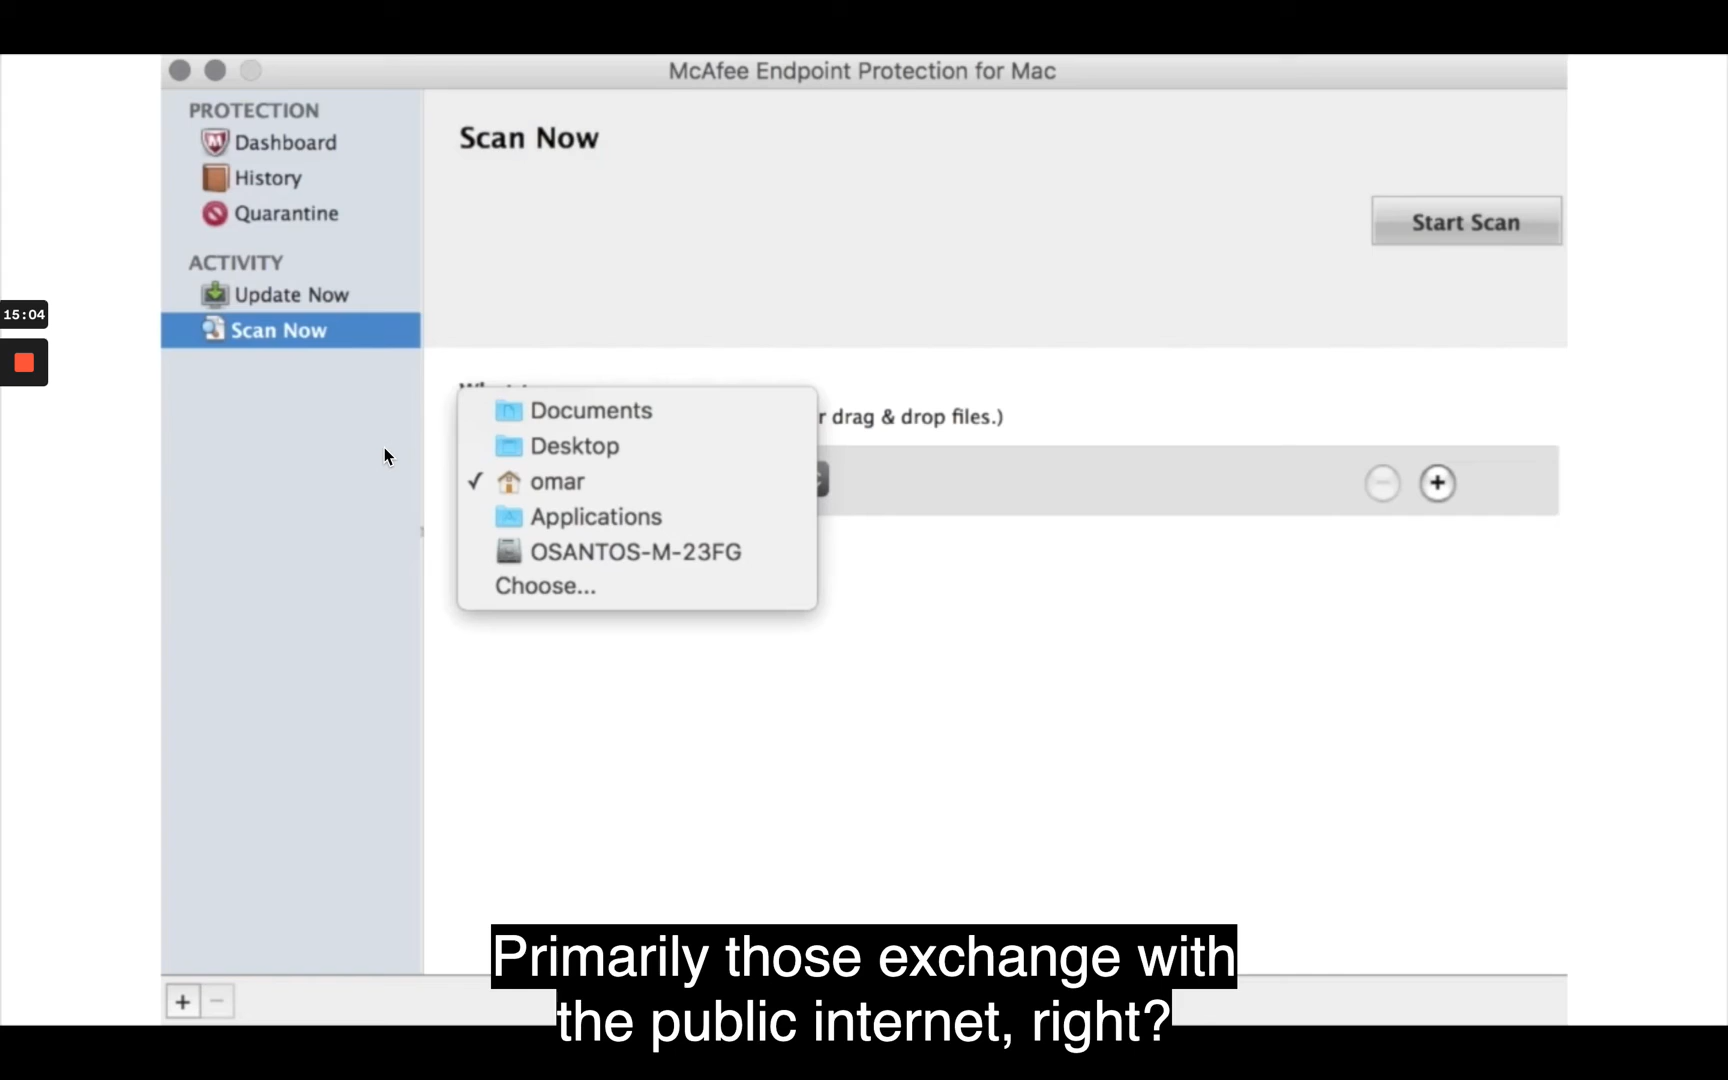 McAfee Endpoint Protection for Mac
PROTECTION
Dashboard
History
Quarantine
ACTIVITY
Update Now
Scan Now
Scan Now
Start Scan
15:04
r drag & drop files.)
Documents
Desktop
✓ omar
Applications
OSANTOS-M-23FG
Choose...
Primarily those exchange with
the public internet, right?